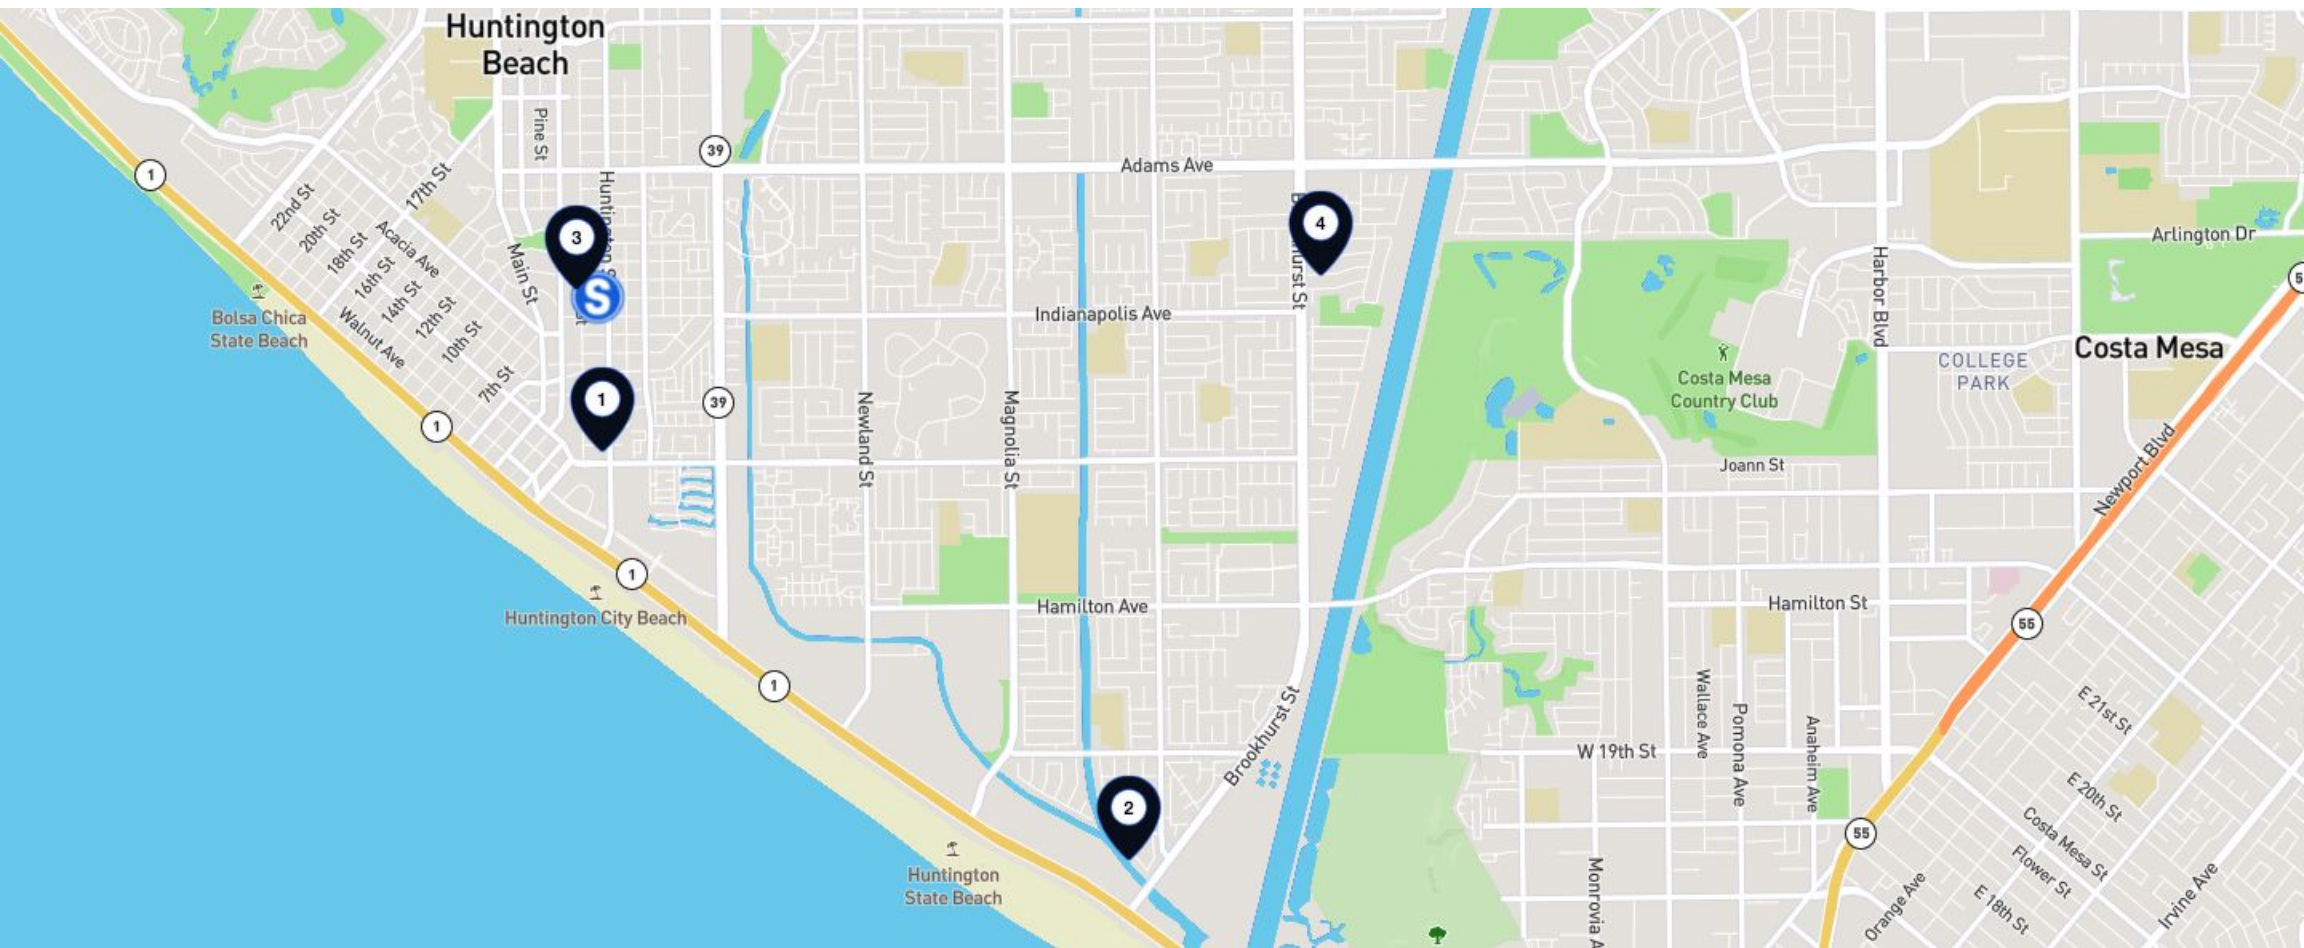 Huntington
Beach
Pine St
39
Adams Ave
1
17th St
22nd St
20th St
18th St
16th St
14th St
12th St
10th St
7th St
Acacia Ave
Walnut Ave
Main St
3
S
St
4
Brookhurst St
Arlington Dr
Harbor Blvd
Bolsa Chica
State Beach
Indianapolis Ave
Costa Mesa
COLLEGE
PARK
Costa Mesa
Country Club
1
39
1
Newland St
Magnolia St
Joann St
Newport Blvd
1
Huntington City Beach
Hamilton Ave
Hamilton St
55
1
Brookhurst St
W 19th St
Wallace Ave
Pomona Ave
Anaheim Ave
E 21st St
E 20th St
2
55
Costa Mesa St
Flower St
E 18th St
Orange Ave
Irvine Ave
Huntington
State Beach